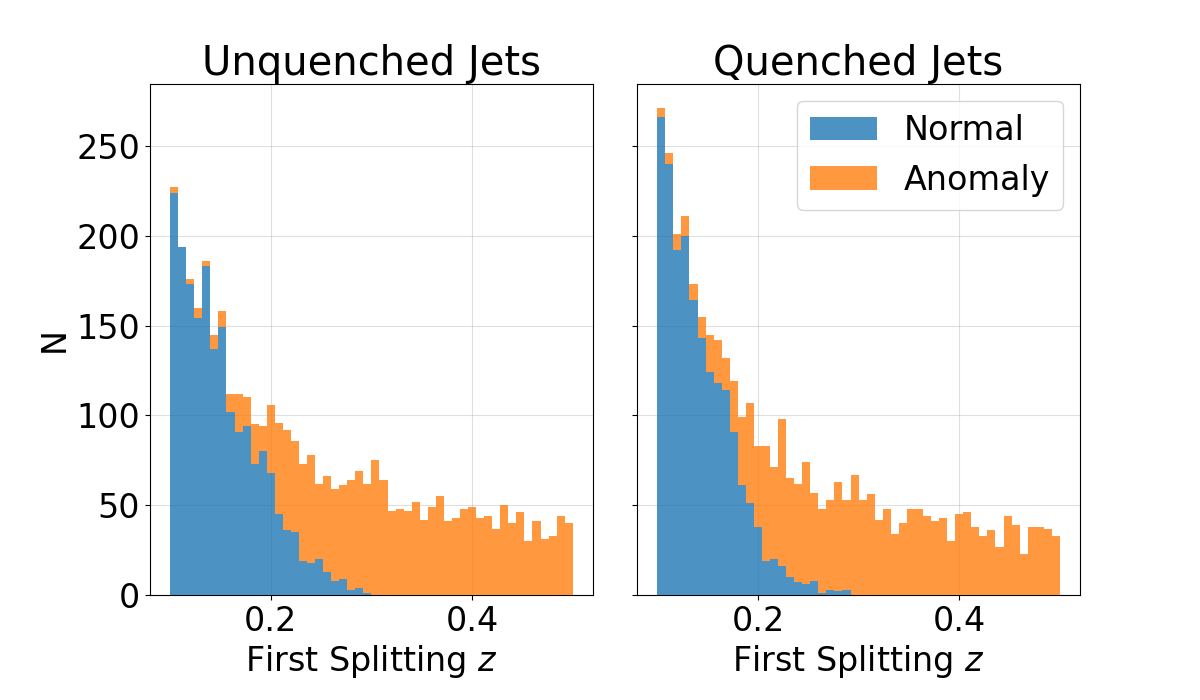 Unquenched Jets
Quenched Jets
N
250
200
150
100
50
0
0.2
0.4
First Splitting z
Normal
Anomaly
0.2
0.4
First Splitting z